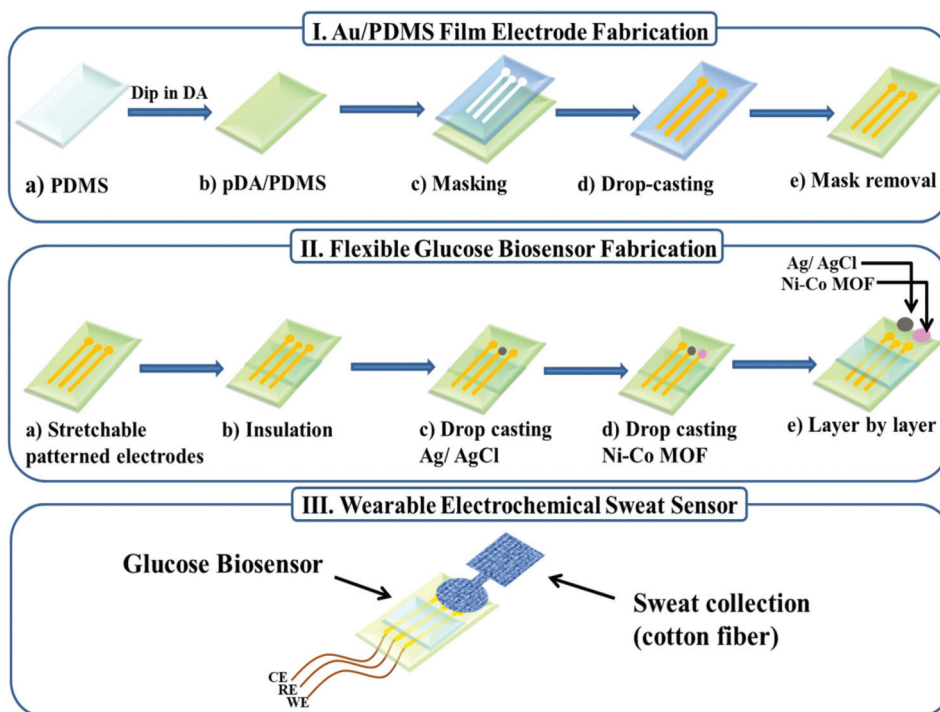 I. Au/PDMS Film Electrode Fabrication
Dip in DA
a) PDMS
b) pDA/PDMS
c) Masking
d) Drop-casting
e) Mask removal
II. Flexible Glucose Biosensor Fabrication
Ag/ AgCl
Ni-Co MOF
a) Stretchable
patterned electrodes
b) Insulation
c) Drop casting
Ag/ AgCl
d) Drop casting
Ni-Co MOF
e) Layer by layer
III. Wearable Electrochemical Sweat Sensor
Glucose Biosensor
Sweat collection
(cotton fiber)
CE
RE
WE